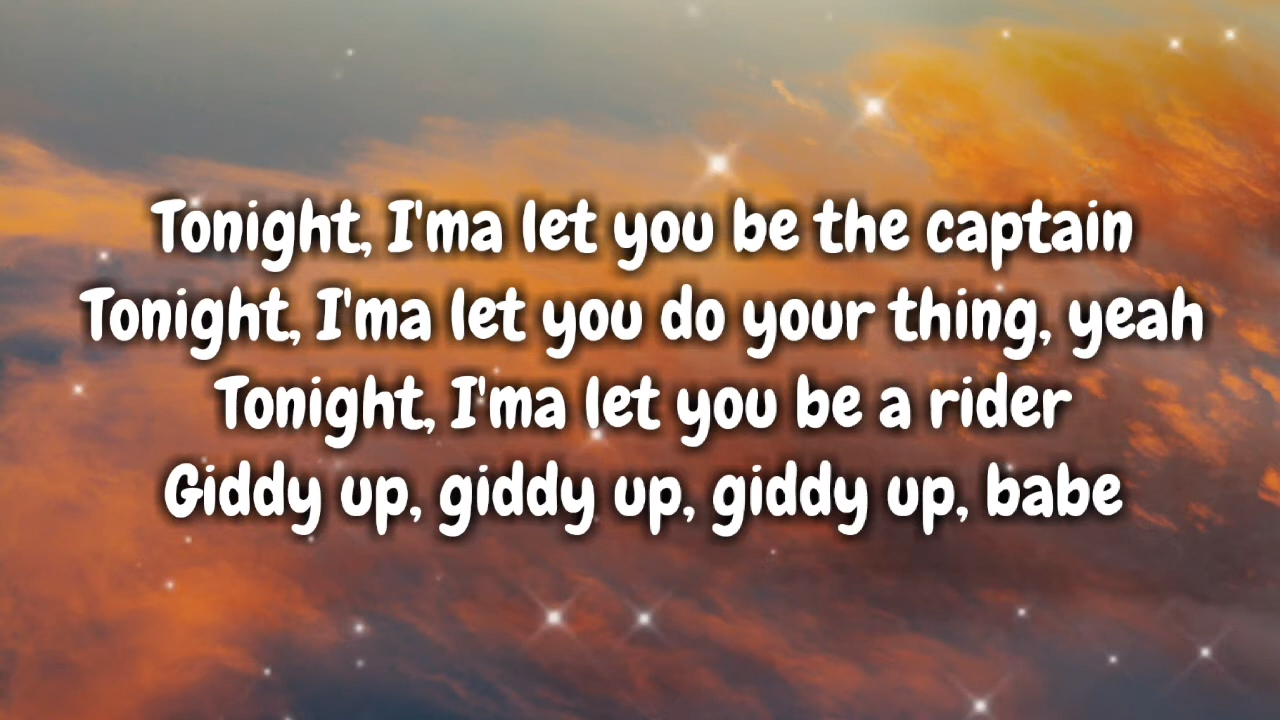 Tonight, I'ma let you be the captain
Tonight, I'ma let you do your thing, yeah
Tonight, I'ma let you be a rider
Giddy up, giddy up, giddy up, babe